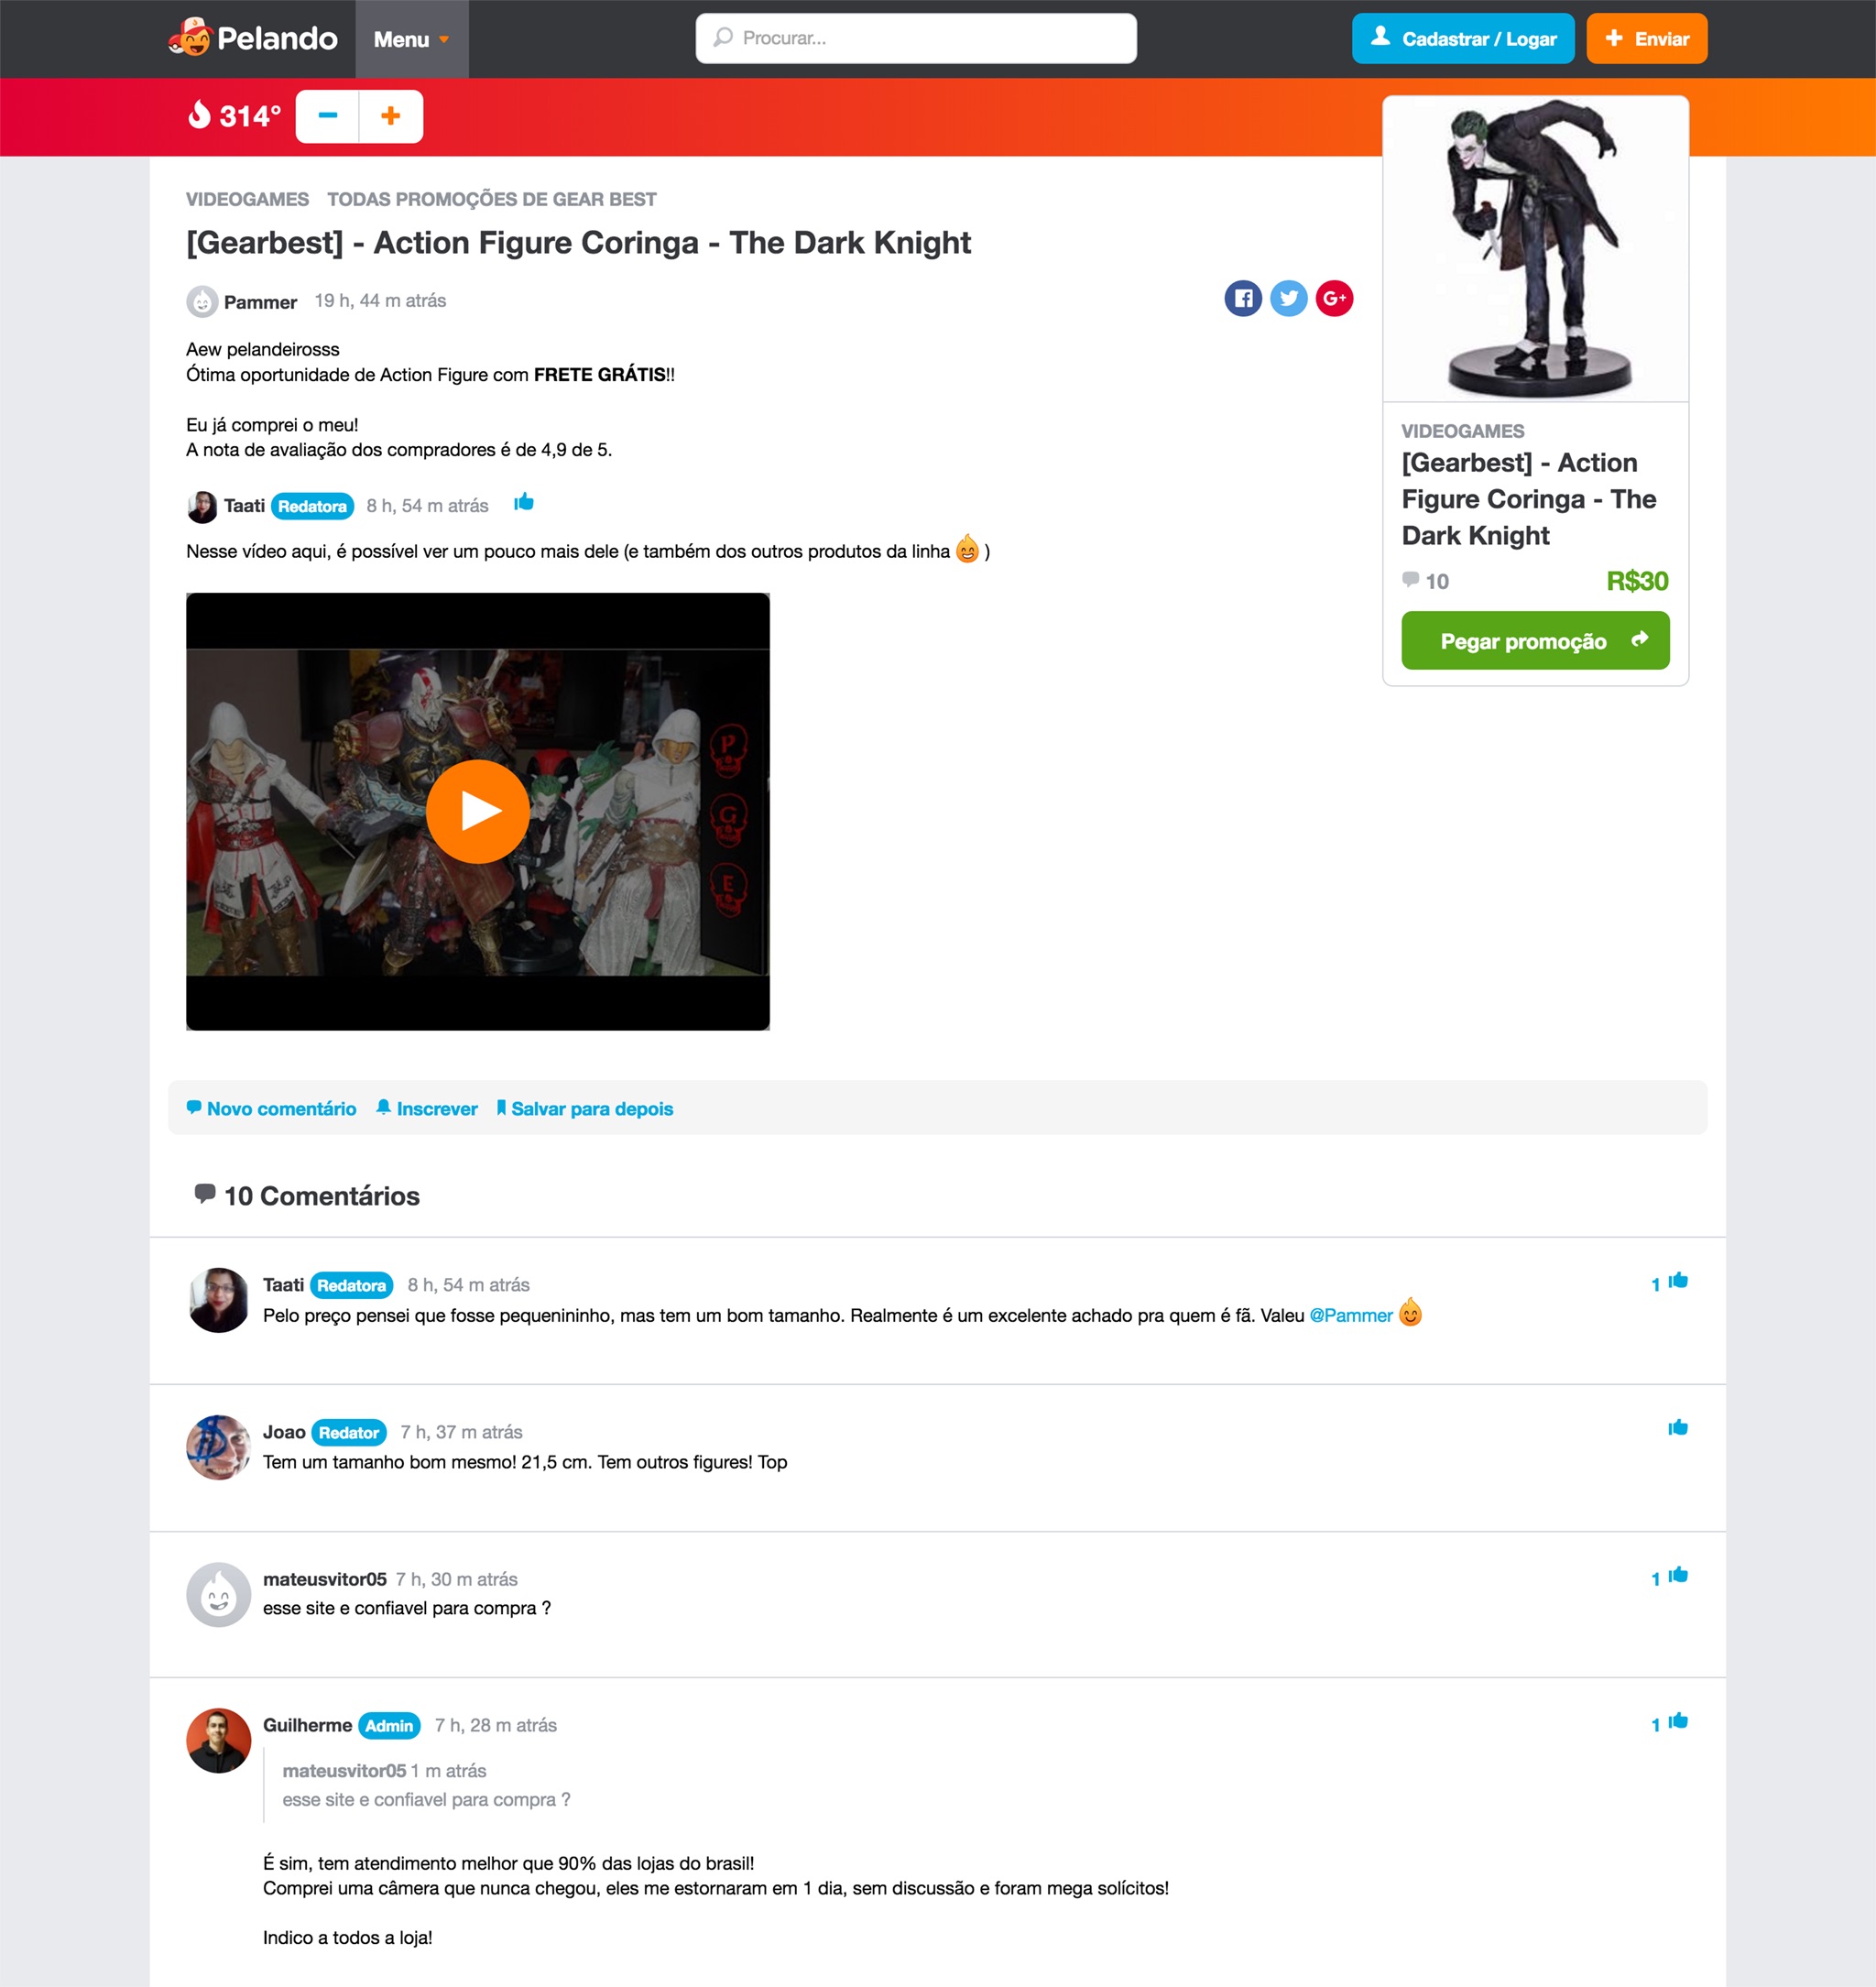 Pelando
Menu
Procurar...
Cadastrar / Logar
Enviar
314°
VIDEOGAMES TODAS PROMOÇÕES DE GEAR BEST
[Gearbest] - Action Figure Coringa - The Dark Knight
Pammer 19 h, 44 m atrás
Aew pelandeirosss
Ótima oportunidade de Action Figure com FRETE GRÁTIS!!
Eu já comprei o meu!
A nota de avaliação dos compradores é de 4,9 de 5.
Taati Redatora 8 h, 54 m atrás
Nesse vídeo aqui, é possível ver um pouco mais dele (e também dos outros produtos da linha )
P
G
E
VIDEOGAMES
[Gearbest] - Action
Figure Coringa - The
Dark Knight
10 R$30
Pegar promoção
Novo comentário Inscrever Salvar para depois
10 Comentários
Taati Redatora 8 h, 54 m atrás 1
Pelo preço pensei que fosse pequenininho, mas tem um bom tamanho. Realmente é um excelente achado pra quem é fã. Valeu @Pammer
Joao Redator 7 h, 37 m atrás
Tem um tamanho bom mesmo! 21,5 cm. Tem outros figures! Top
mateusvitor05 7 h, 30 m atrás 1
esse site e confiavel para compra ?
Guilherme Admin 7 h, 28 m atrás 1
mateusvitor05 1 m atrás
esse site e confiavel para compra ?
É sim, tem atendimento melhor que 90% das lojas do brasil!
Comprei uma câmera que nunca chegou, eles me estornaram em 1 dia, sem discussão e foram mega solícitos!
Indico a todos a loja!